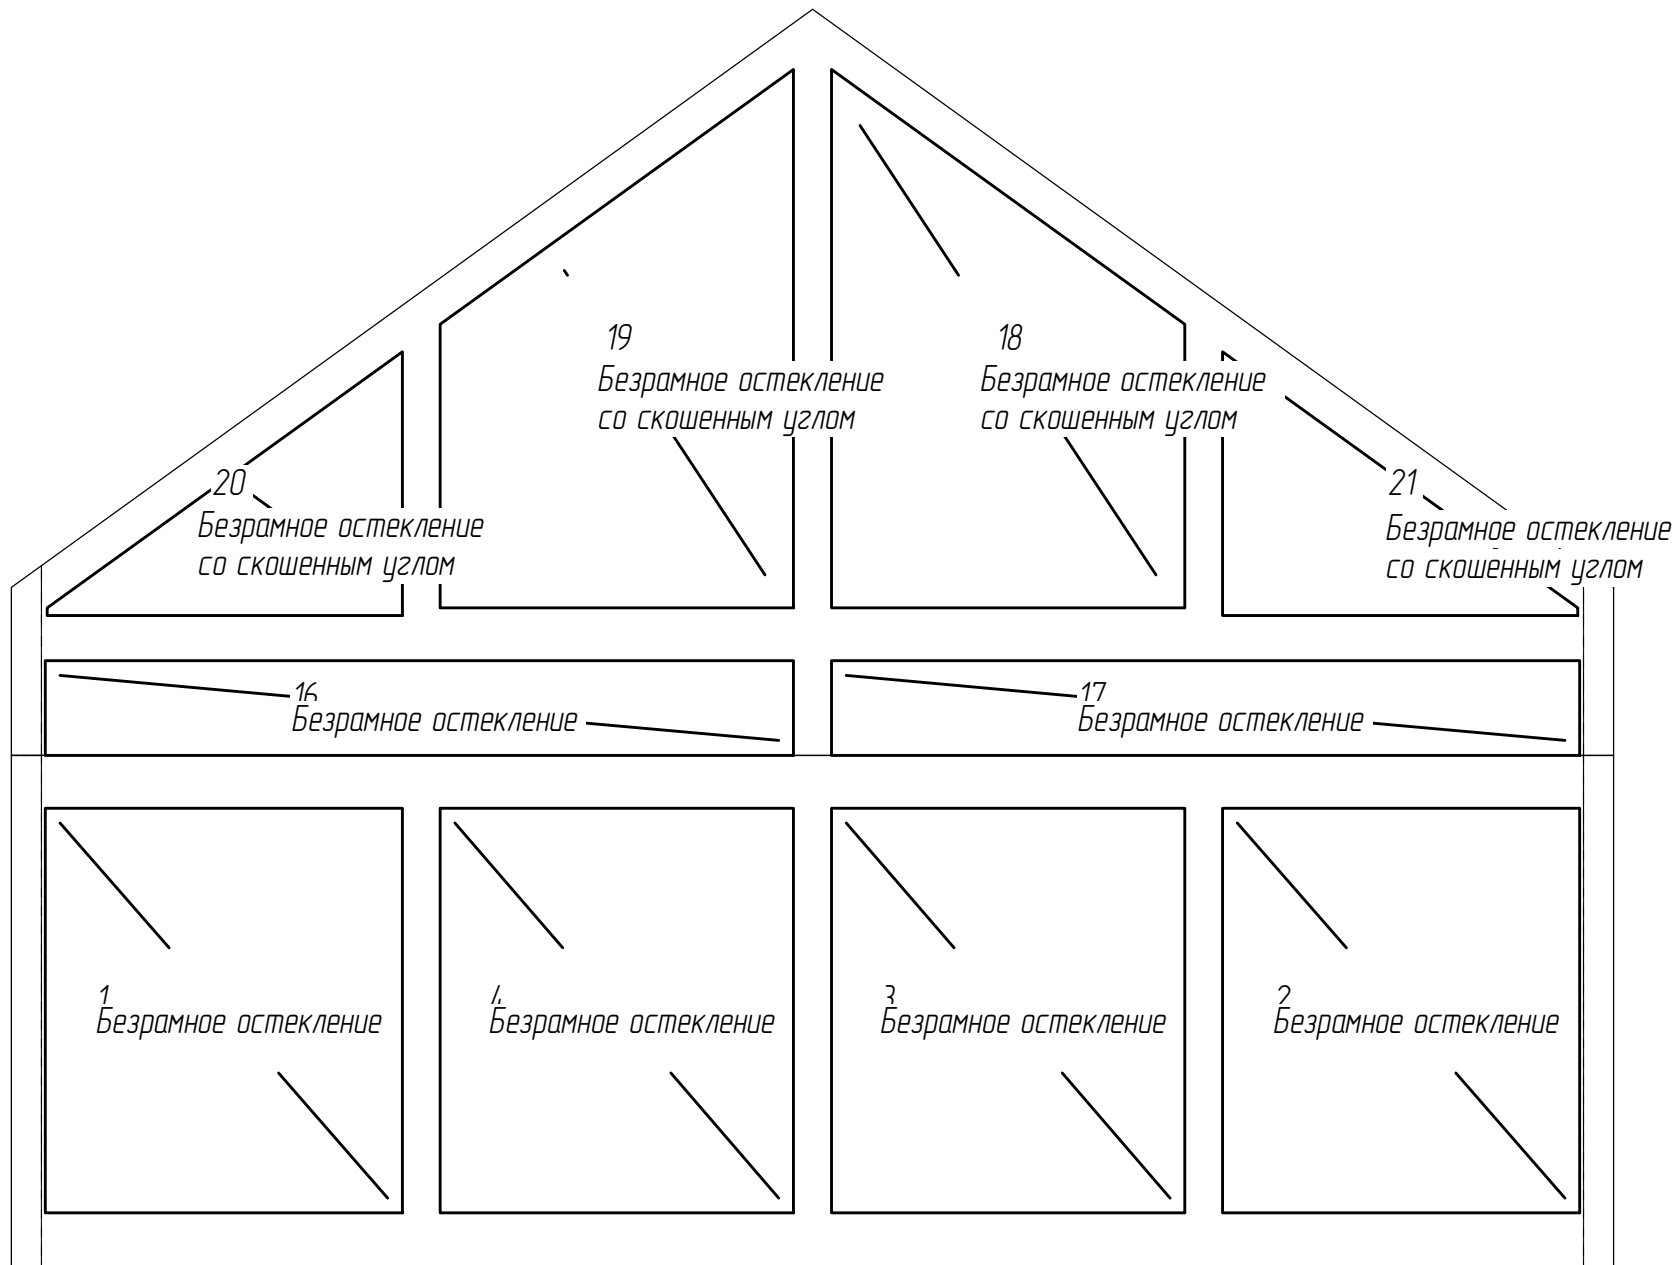 19
Безрамное остекление
со скошенным углом
18
Безрамное остекление
со скошенным углом
20
Безрамное остекление
со скошенным углом
21
Безрамное остекление
со скошенным углом
16
Безрамное остекление
17
Безрамное остекление
1
Безрамное остекление
4
Безрамное остекление
3
Безрамное остекление
2
Безрамное остекление